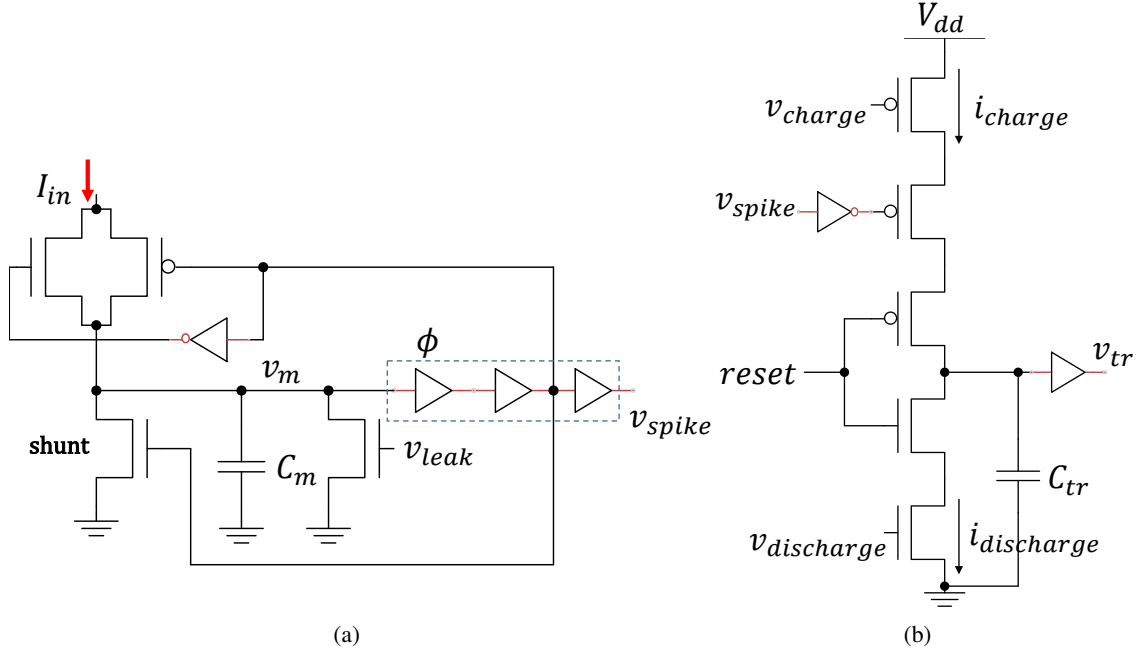 I_in
ϕ
v_m
v_spike
shunt
C_m
v_leak
(a)
V_dd
v_charge
i_charge
v_spike
reset
v_tr
C_tr
v_discharge
i_discharge
(b)